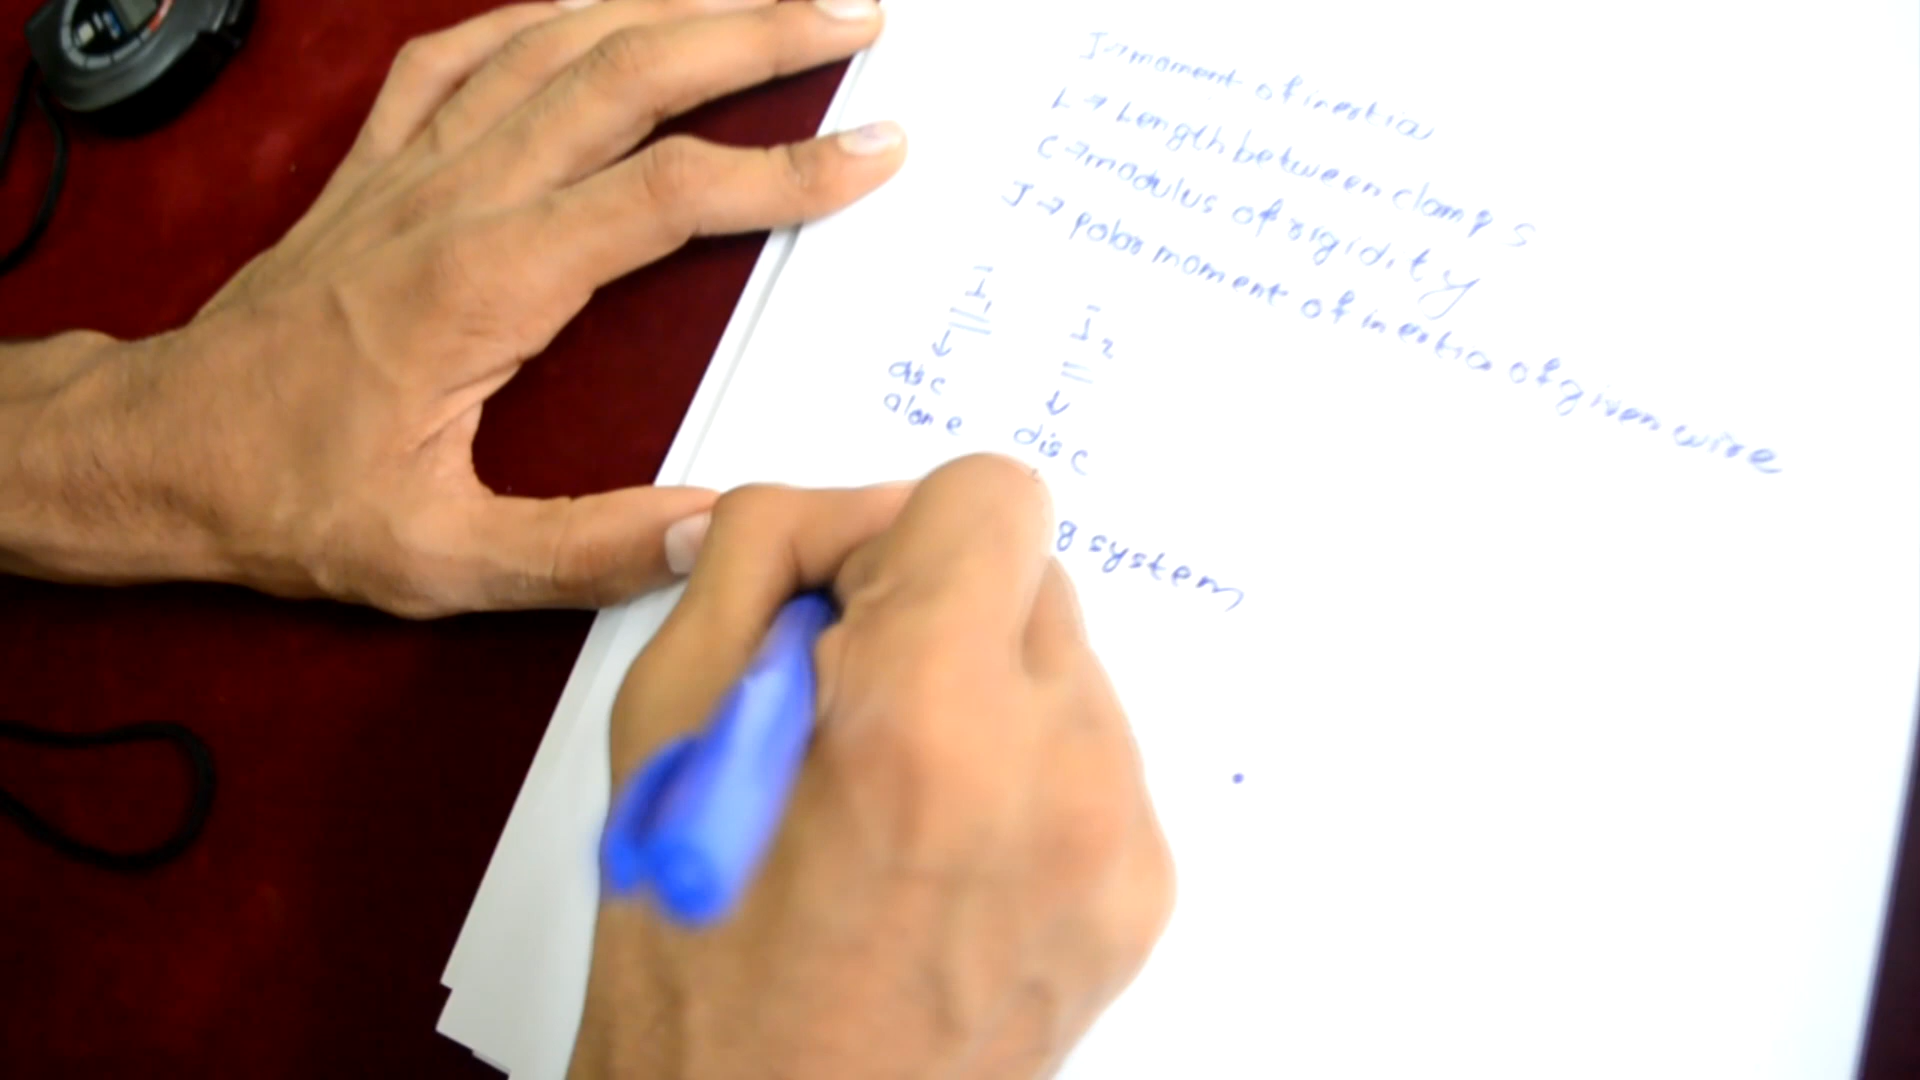 I → moment of inertia
L → Length between clamps
C → modulus of rigidity
J → polar moment of inertia of given wire
I₁ I₂
↓ ↓
disc disc
alone
system